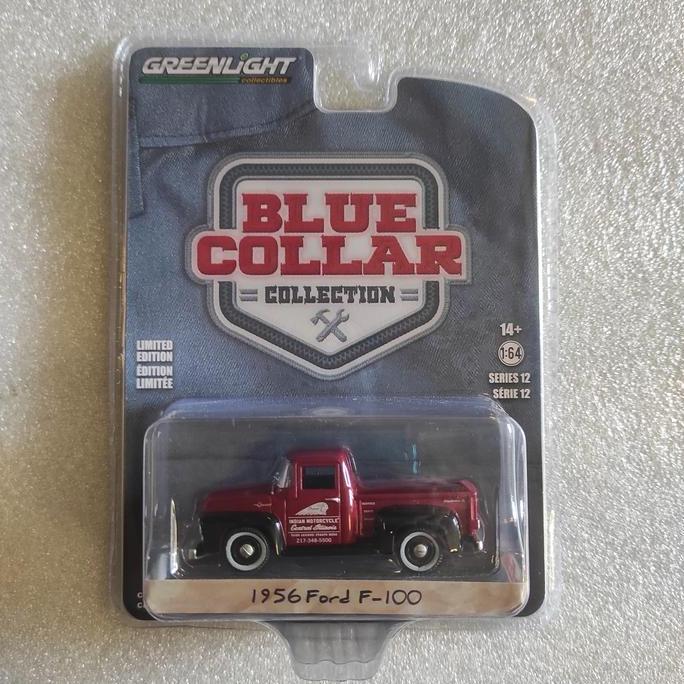 GREENLiGHT
collectibles
BLUE
COLLAR
COLLECTION
LIMITED
EDITION
ÉDITION
LIMITÉE
14+
1:64
SERIES 12
SÉRIE 12
INDIAN MOTORCYCLE
Central Illinois
217-348-5500
1956 Ford F-100